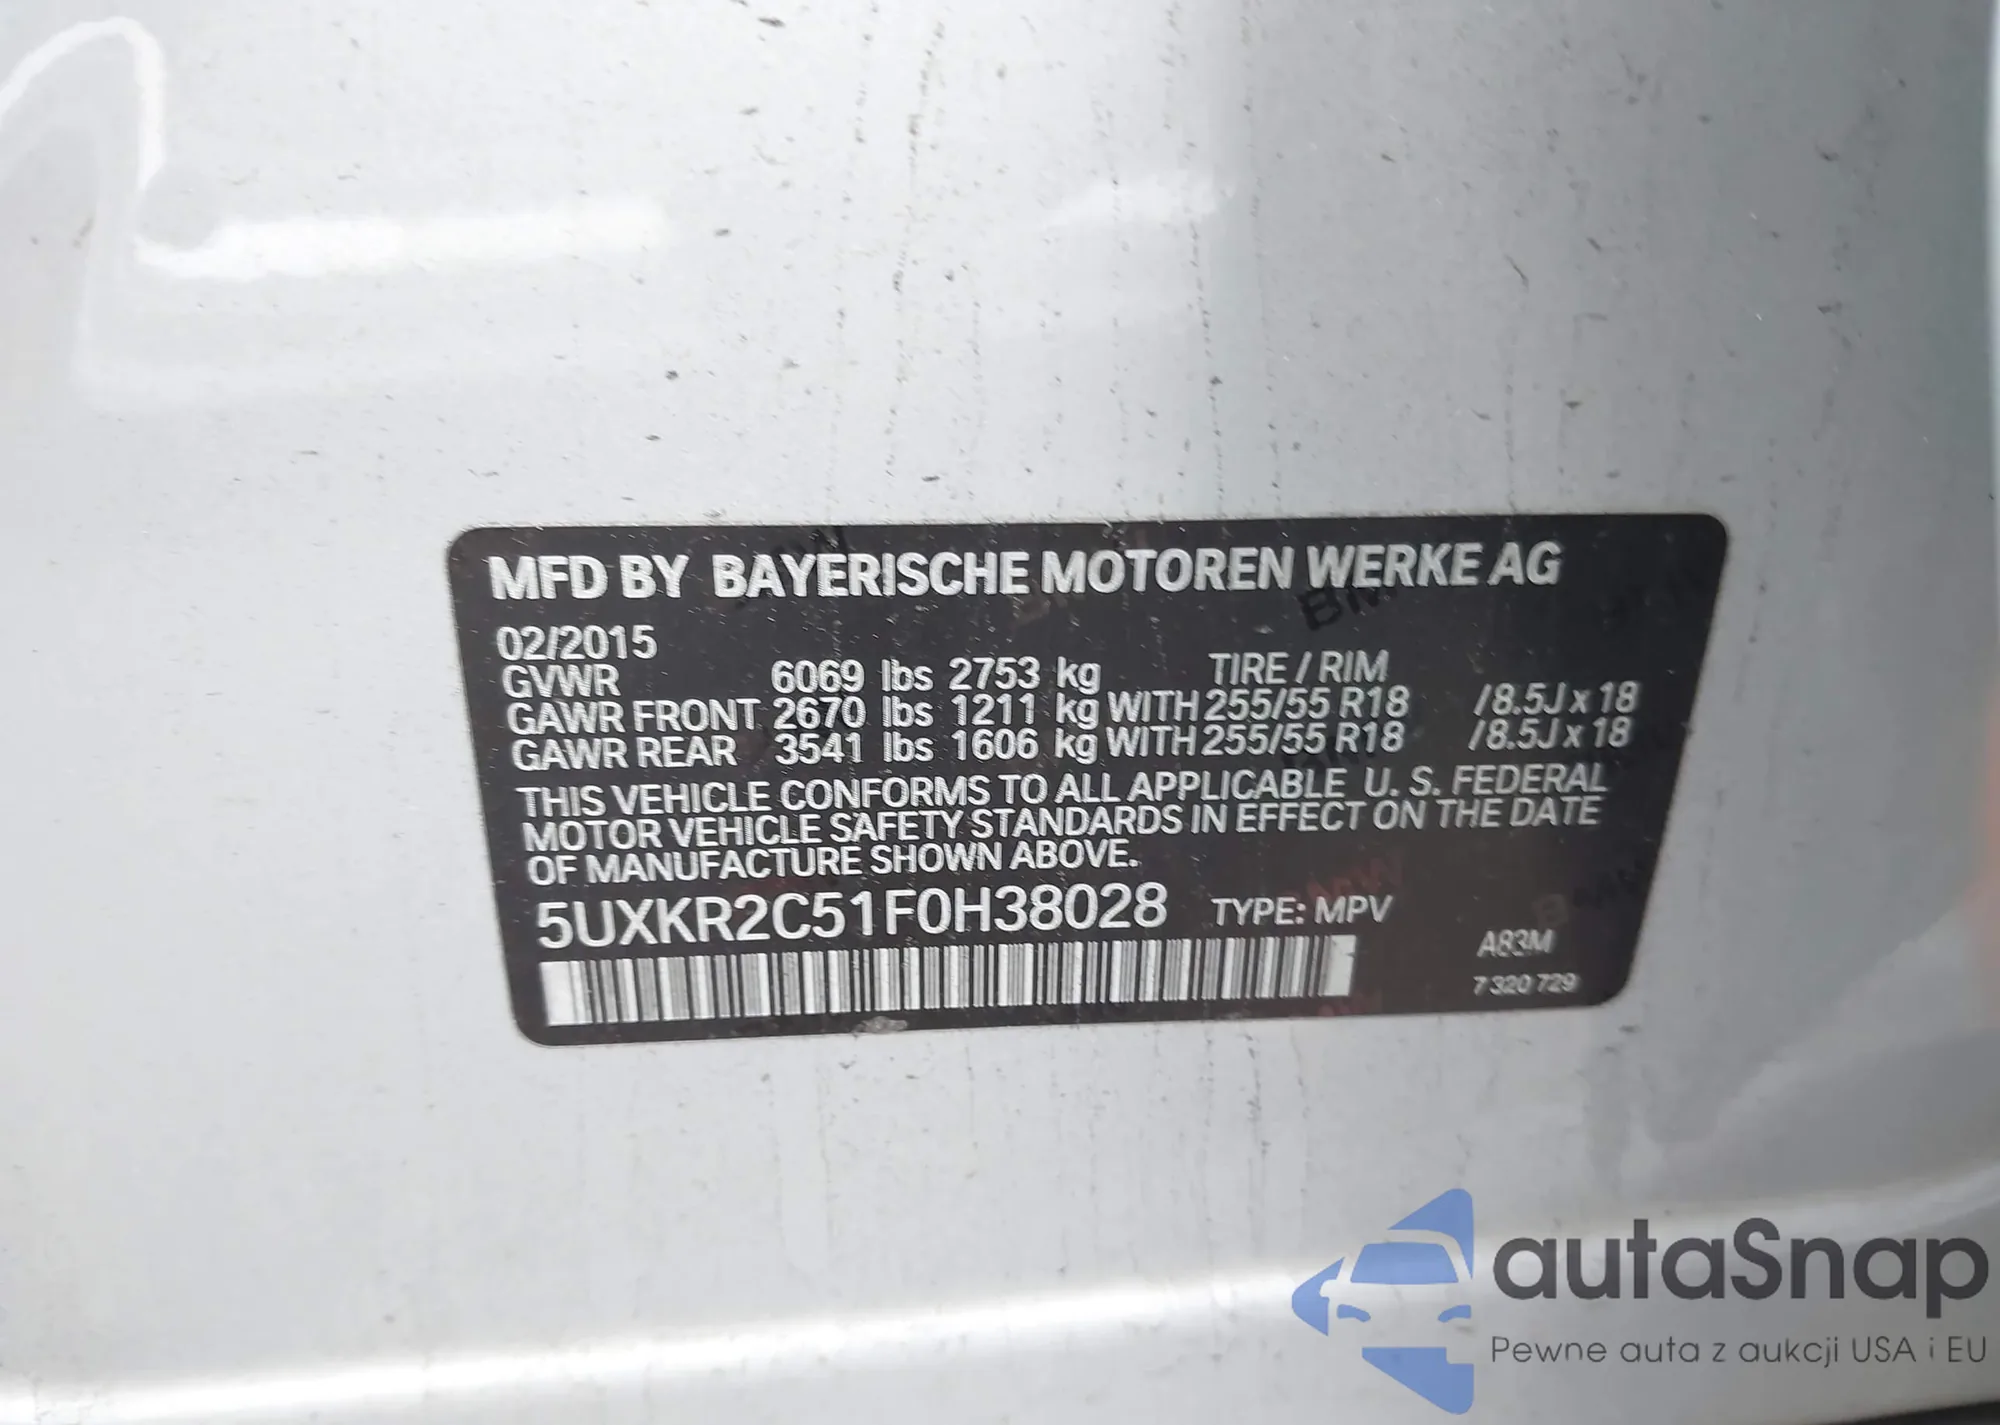 MFD BY BAYERISCHE MOTOREN WERKE AG
02/2015
GVWR 6069 lbs 2753 kg TIRE / RIM
GAWR FRONT 2670 lbs 1211 kg WITH 255/55 R18 /8.5J x 18
GAWR REAR 3541 lbs 1606 kg WITH 255/55 R18 /8.5J x 18
THIS VEHICLE CONFORMS TO ALL APPLICABLE U. S. FEDERAL
MOTOR VEHICLE SAFETY STANDARDS IN EFFECT ON THE DATE
OF MANUFACTURE SHOWN ABOVE.
5UXKR2C51F0H38028 TYPE: MPV
A83M
7 320 729
autaSnap
Pewne auta z aukcji USA i EU